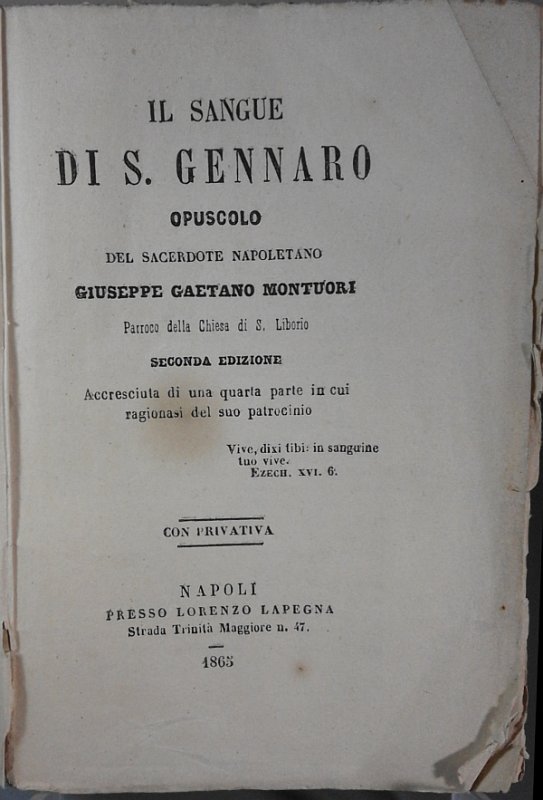 IL SANGUE
DI S. GENNARO
OPUSCOLO
DEL SACERDOTE NAPOLETANO
GIUSEPPE GAETANO MONTUORI
Parroco della Chiesa di S. Liborio
SECONDA EDIZIONE
Accresciuta di una quarta parte in cui
ragionasi del suo patrocinio
Vive, dixi tibi: in sanguine
tuo vive.
EZECH. XVI. 6.
CON PRIVATIVA
NAPOLI
PRESSO LORENZO LAPEGNA
Strada Trinità Maggiore n. 47.
1865